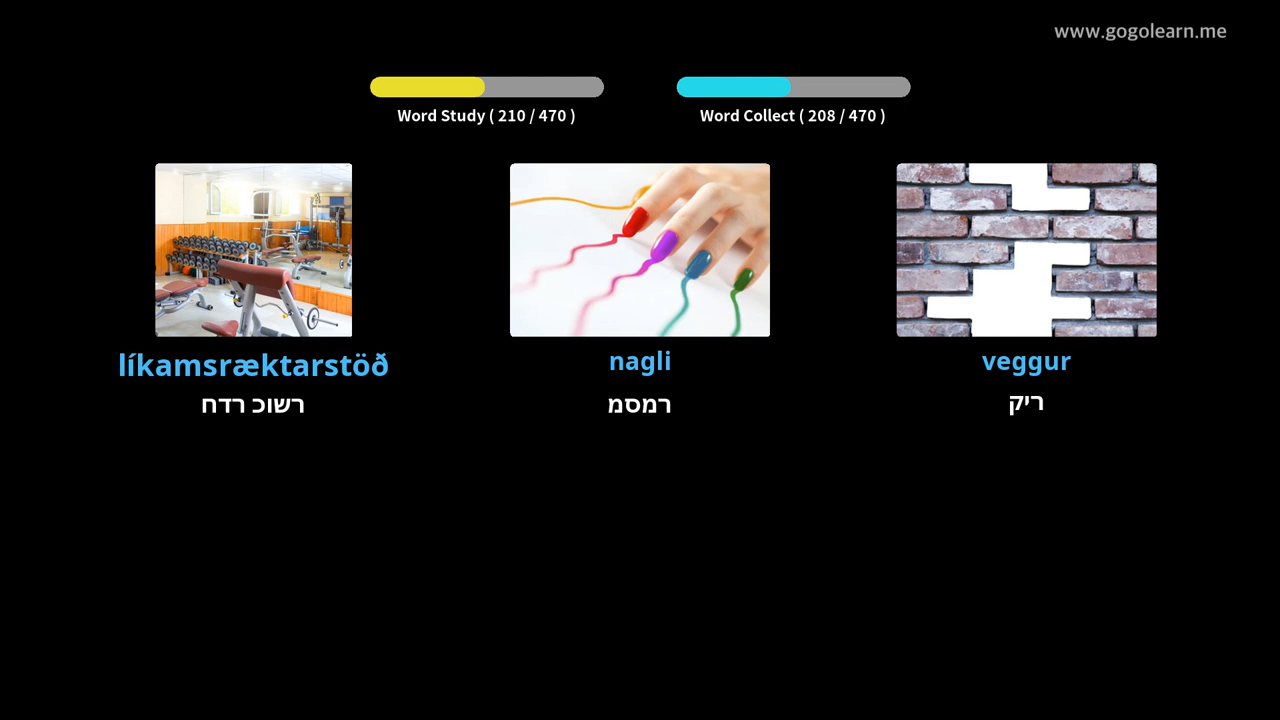 www.gogolearn.me
Word Study ( 210 / 470 )
Word Collect ( 208 / 470 )
líkamsræktarstöð
רשוכ רדח
nagli
רמסמ
veggur
ריק